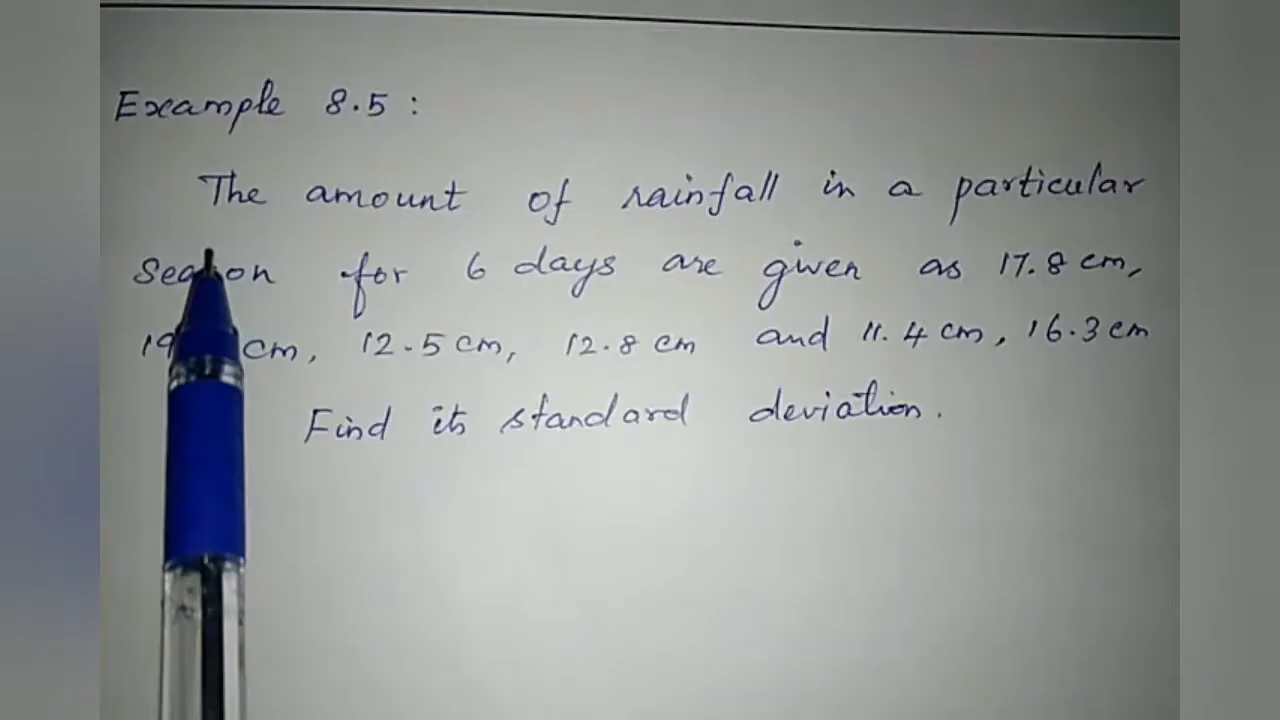 Example 8.5 :
The amount of rainfall in a particular
for 6 days are given as 17.8 cm,
cm, 12.5 cm, 12.8 cm and 11.4 cm, 16.3 cm
Find its standard deviation.